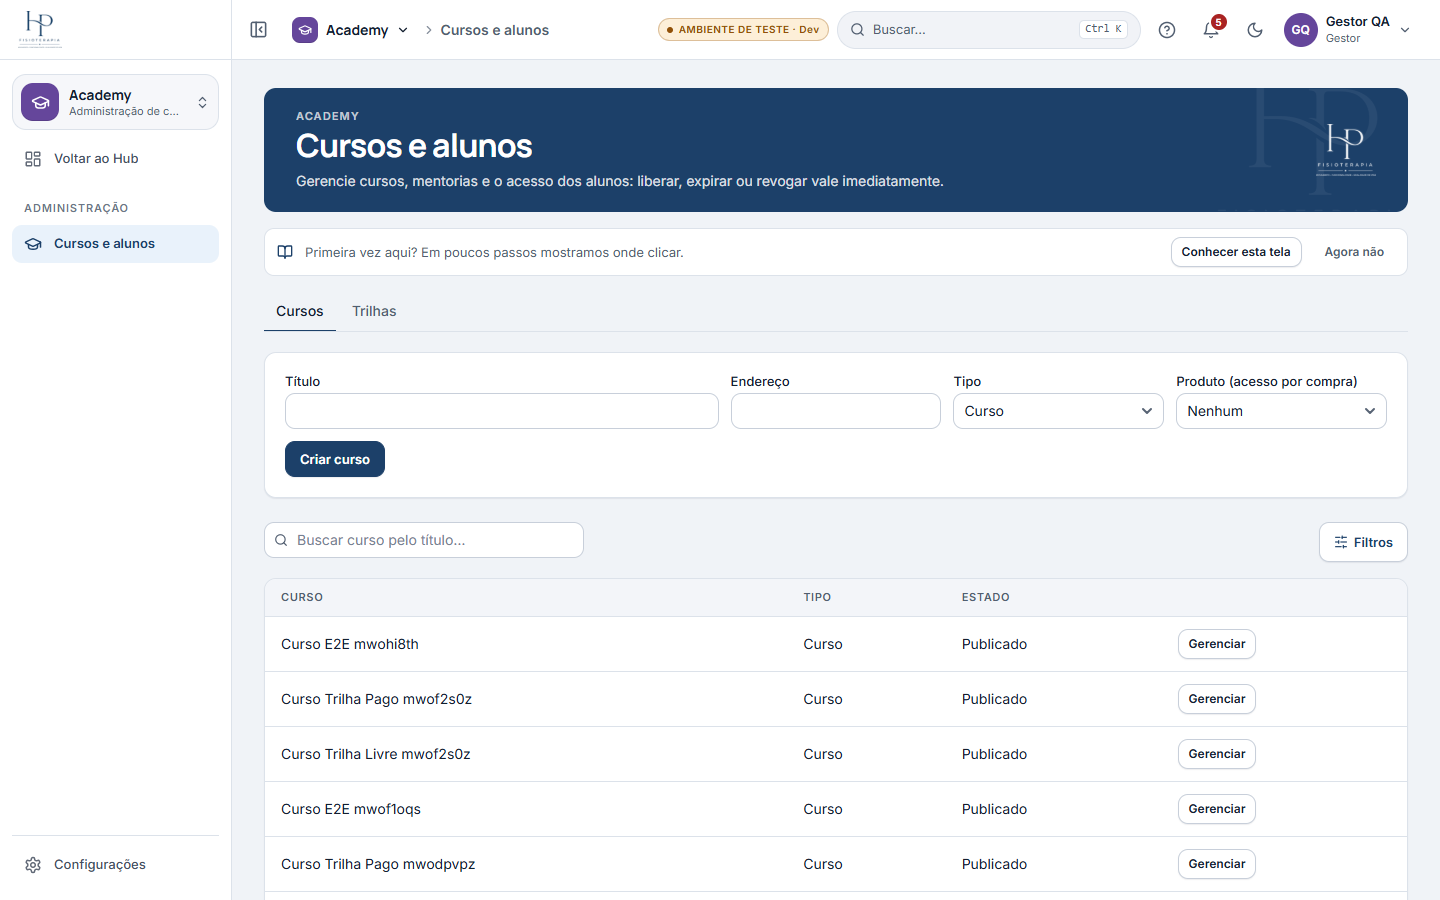 HP
FISIOTERAPIA
Academy
Cursos e alunos
AMBIENTE DE TESTE · Dev
Buscar...
Ctrl K
5
GQ
Gestor QA
Gestor
Academy
Administração de c...
Voltar ao Hub
ADMINISTRAÇÃO
Cursos e alunos
Configurações
ACADEMY
Cursos e alunos
Gerencie cursos, mentorias e o acesso dos alunos: liberar, expirar ou revogar vale imediatamente.
HP
FISIOTERAPIA
Primeira vez aqui? Em poucos passos mostramos onde clicar.
Conhecer esta tela
Agora não
Cursos
Trilhas
Título
Endereço
Tipo
Produto (acesso por compra)
Curso
Nenhum
Criar curso
Buscar curso pelo título...
Filtros
CURSO TIPO ESTADO
Curso E2E mwohi8th Curso Publicado Gerenciar
Curso Trilha Pago mwof2s0z Curso Publicado Gerenciar
Curso Trilha Livre mwof2s0z Curso Publicado Gerenciar
Curso E2E mwof1oqs Curso Publicado Gerenciar
Curso Trilha Pago mwodpvpz Curso Publicado Gerenciar